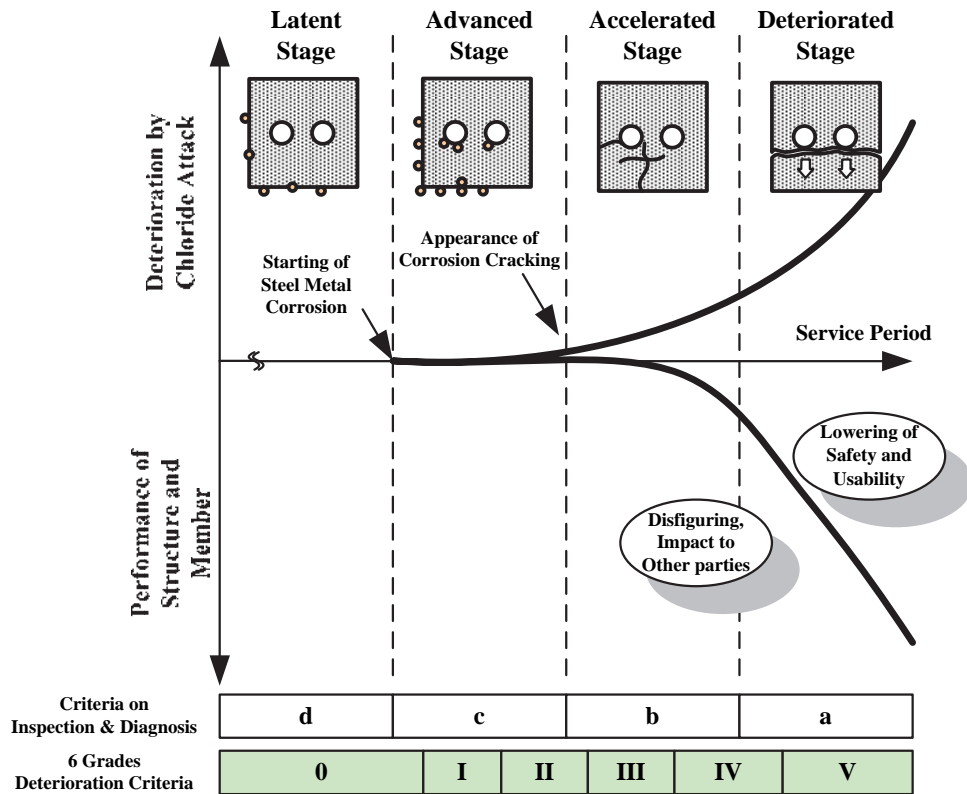 Latent
Stage
Advanced
Stage
Accelerated
Stage
Deteriorated
Stage
Deterioration by
Chloride Attack
Starting of
Steel Metal
Corrosion
Appearance of
Corrosion Cracking
Service Period
Performance of
Structure and
Member
Lowering of
Safety and
Usability
Disfiguring,
Impact to
Other parties
Criteria on
Inspection & Diagnosis
d
c
b
a
6 Grades
Deterioration Criteria
0
I
II
III
IV
V